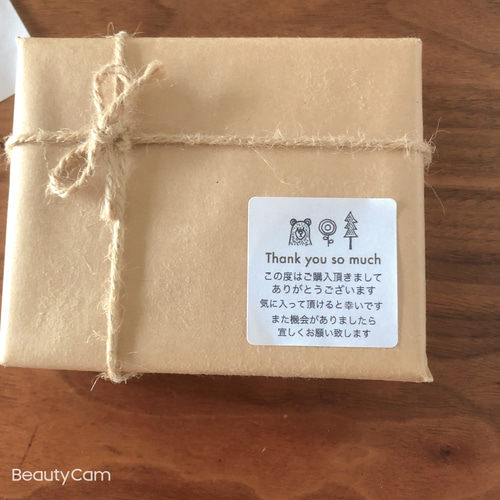 Thank you so much
この度はご購入頂きまして
ありがとうございます
気に入って頂けると幸いです
また機会がありましたら
宜しくお願い致します
BeautyCam